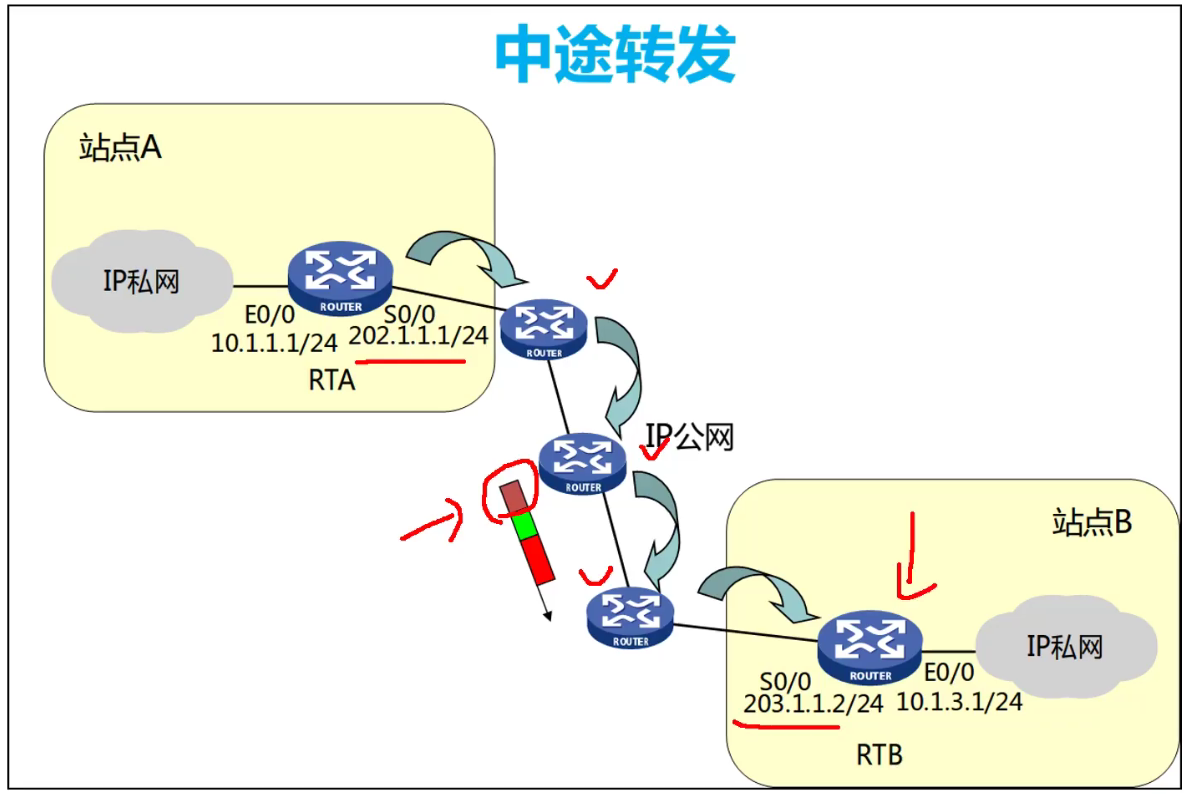 中途转发
站点A
IP私网
ROUTER
E0/0
S0/0
10.1.1.1/24
202.1.1.1/24
RTA
ROUTER
IP公网
ROUTER
站点B
ROUTER
IP私网
ROUTER
S0/0
E0/0
203.1.1.2/24
10.1.3.1/24
RTB